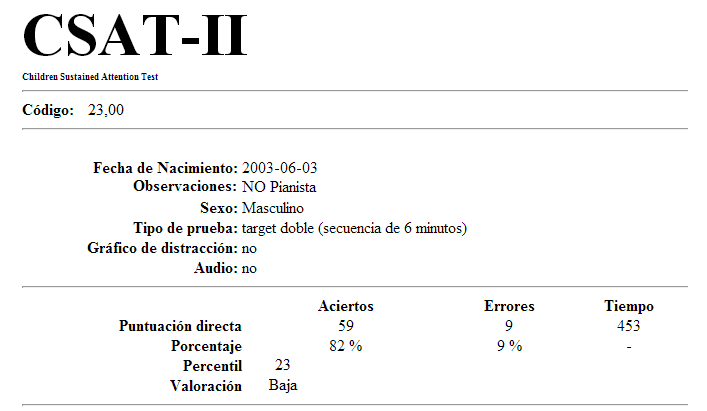 CSAT-II
Children Sustained Attention Test
Código: 23,00
Fecha de Nacimiento: 2003-06-03
Observaciones: NO Pianista
Sexo: Masculino
Tipo de prueba: target doble (secuencia de 6 minutos)
Gráfico de distracción: no
Audio: no
Aciertos Errores Tiempo
Puntuación directa 59 9 453
Porcentaje 82 % 9 % -
Percentil 23
Valoración Baja